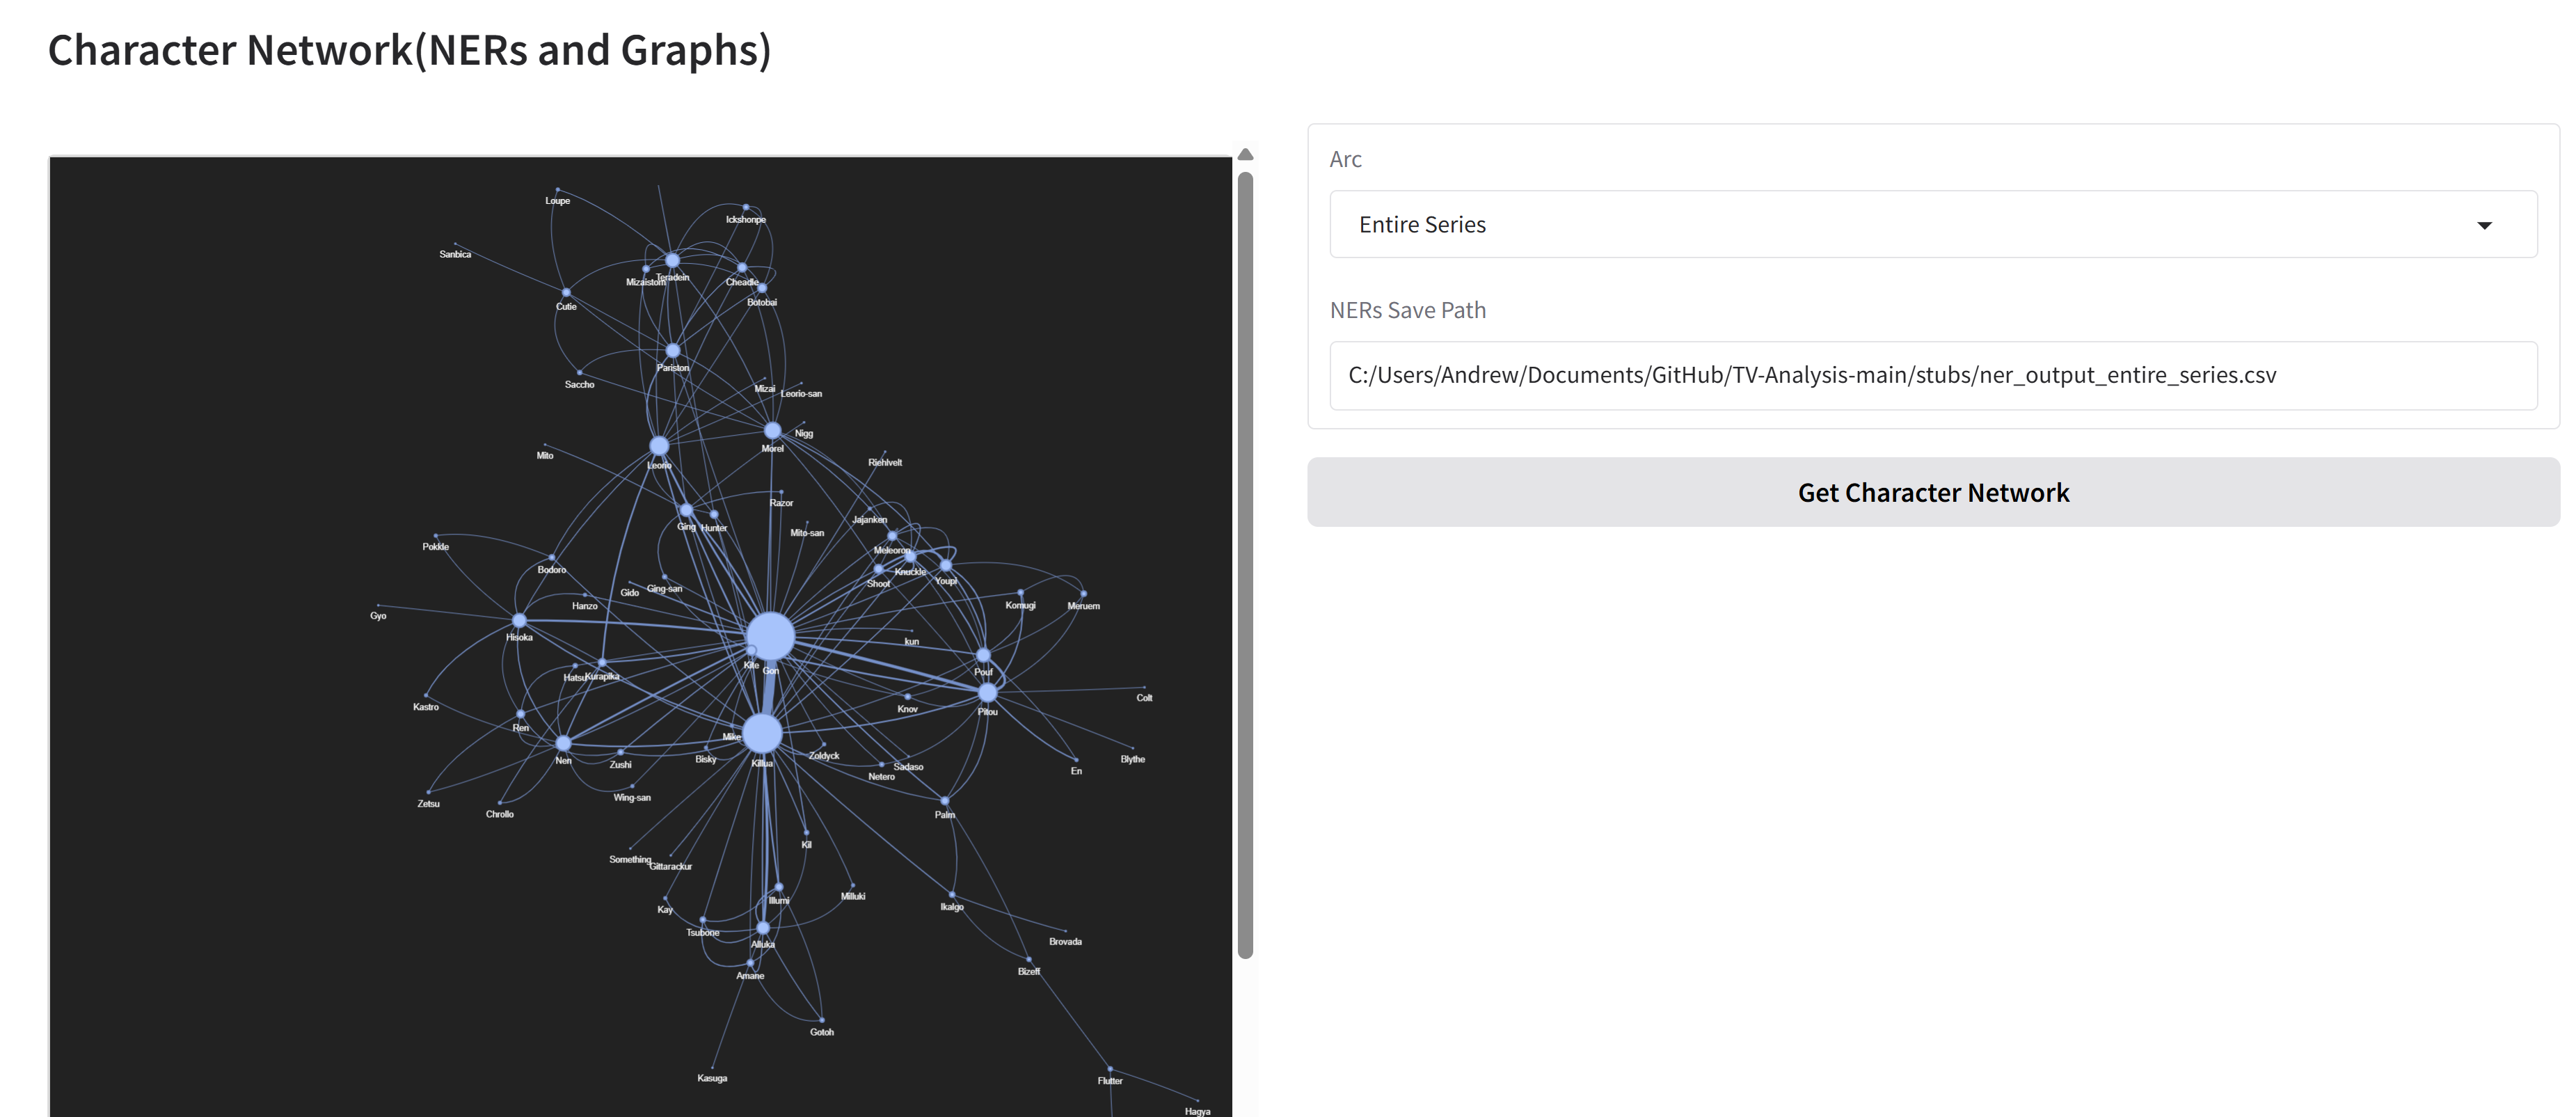 Character Network(NERs and Graphs)
Arc
Entire Series
NERs Save Path
C:/Users/Andrew/Documents/GitHub/TV-Analysis-main/stubs/ner_output_entire_series.csv
Get Character Network
Loupe
Ickshonpe
Sanbica
Teradein
Mizaistom
Cheadle
Botobai
Cutie
Pariston
Saccho
Mizai
Leorio-san
Nigg
Morel
Mito
Leorio
Riehlvelt
Razor
Jajanken
Ging
Hunter
Mito-san
Pokkle
Meleoron
Bodoro
Knuckle
Shoot
Youpi
Ging-san
Gido
Hanzo
Komugi
Meruem
Gyo
Hisoka
kun
Kite
Gon
Pouf
Hatsu
Kurapika
Colt
Kastro
Knov
Pitou
Ren
Mike
Zoldyck
Nen
Zushi
Bisky
Killua
Blythe
Sadaso
En
Netero
Wing-san
Zetsu
Chrollo
Palm
Kil
Something
Gittarackur
Milluki
Illumi
Ikalgo
Kay
Tsubone
Brovada
Alluka
Bizeff
Amane
Gotoh
Kasuga
Flutter
Hagya